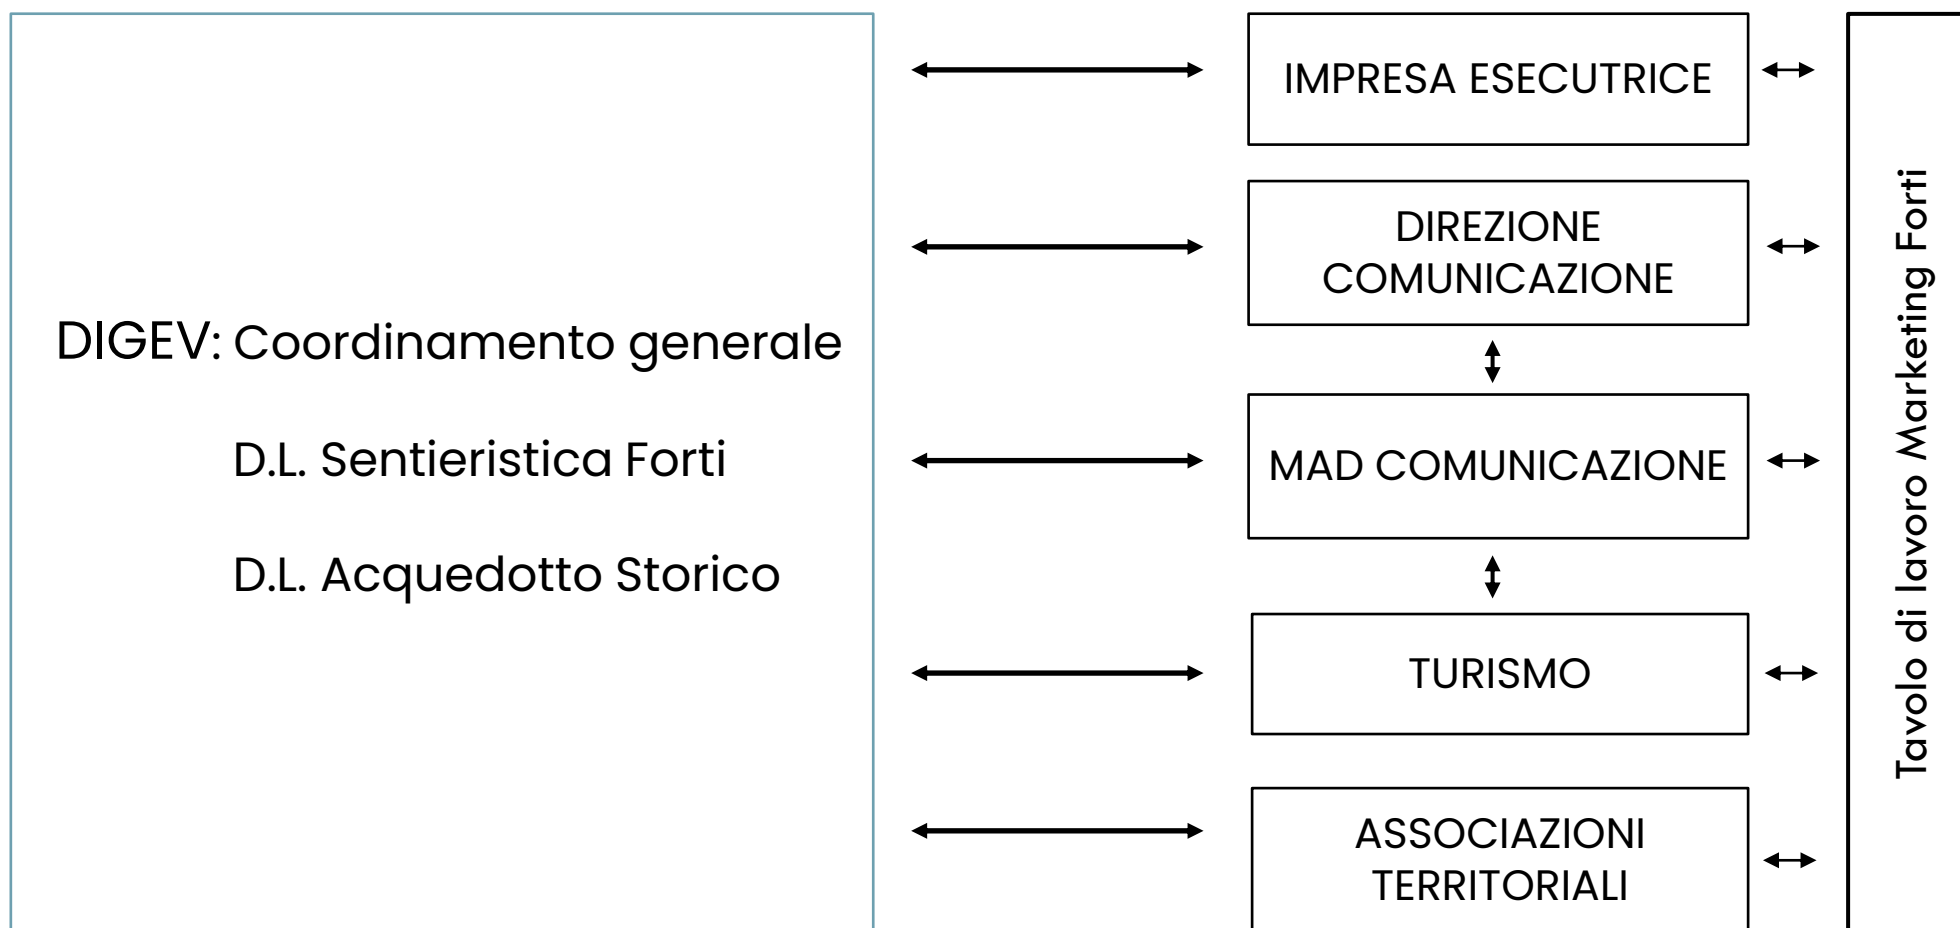 DIGEV: Coordinamento generale
D.L. Sentieristica Forti
D.L. Acquedotto Storico
IMPRESA ESECUTRICE
DIREZIONE
COMUNICAZIONE
MAD COMUNICAZIONE
TURISMO
ASSOCIAZIONI
TERRITORIALI
Tavolo di lavoro Marketing Forti